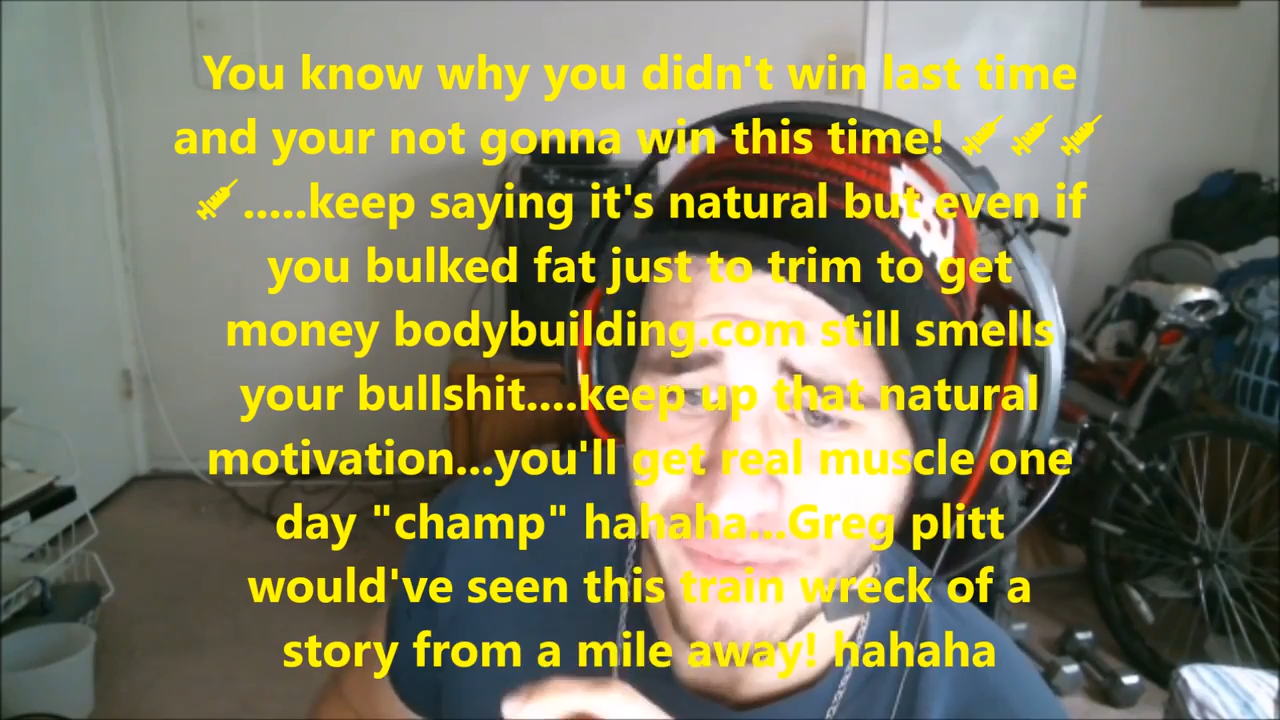 You know why you didn't win last time
and your not gonna win this time! 💉💉💉
💉.....keep saying it's natural but even if
you bulked fat just to trim to get
money bodybuilding.com still smells
your bullshit....keep up that natural
motivation...you'll get real muscle one
day "champ" hahaha...Greg plitt
would've seen this train wreck of a
story from a mile away! hahaha